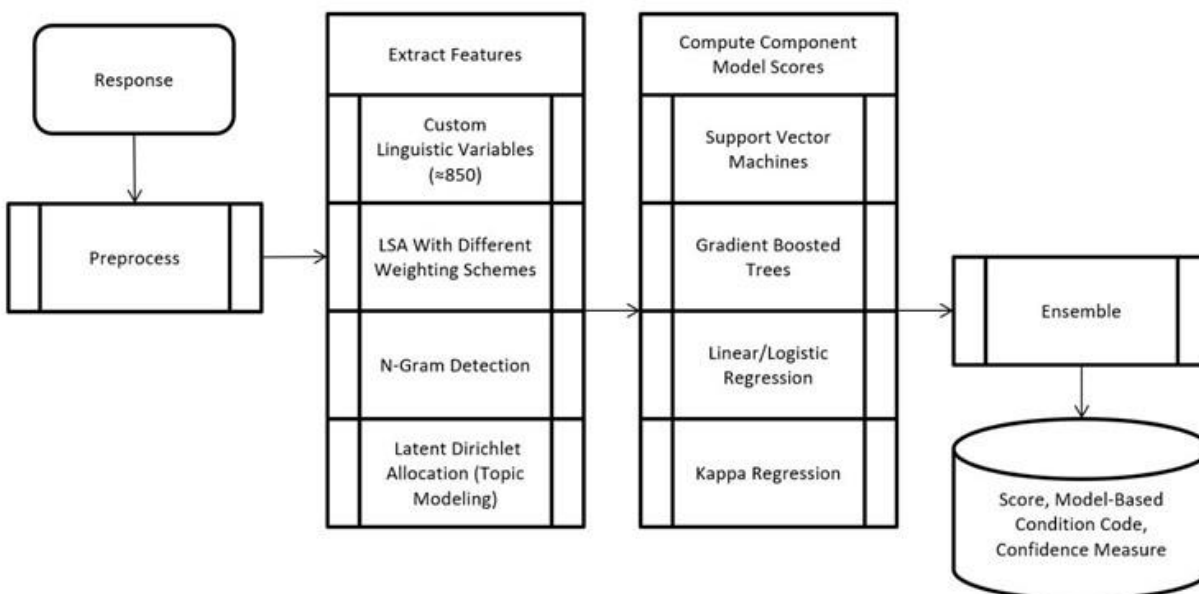 Response
Preprocess
Extract Features
Custom
Linguistic Variables
(≈850)
LSA With Different
Weighting Schemes
N-Gram Detection
Latent Dirichlet
Allocation (Topic
Modeling)
Compute Component
Model Scores
Support Vector
Machines
Gradient Boosted
Trees
Linear/Logistic
Regression
Kappa Regression
Ensemble
Score, Model-Based
Condition Code,
Confidence Measure